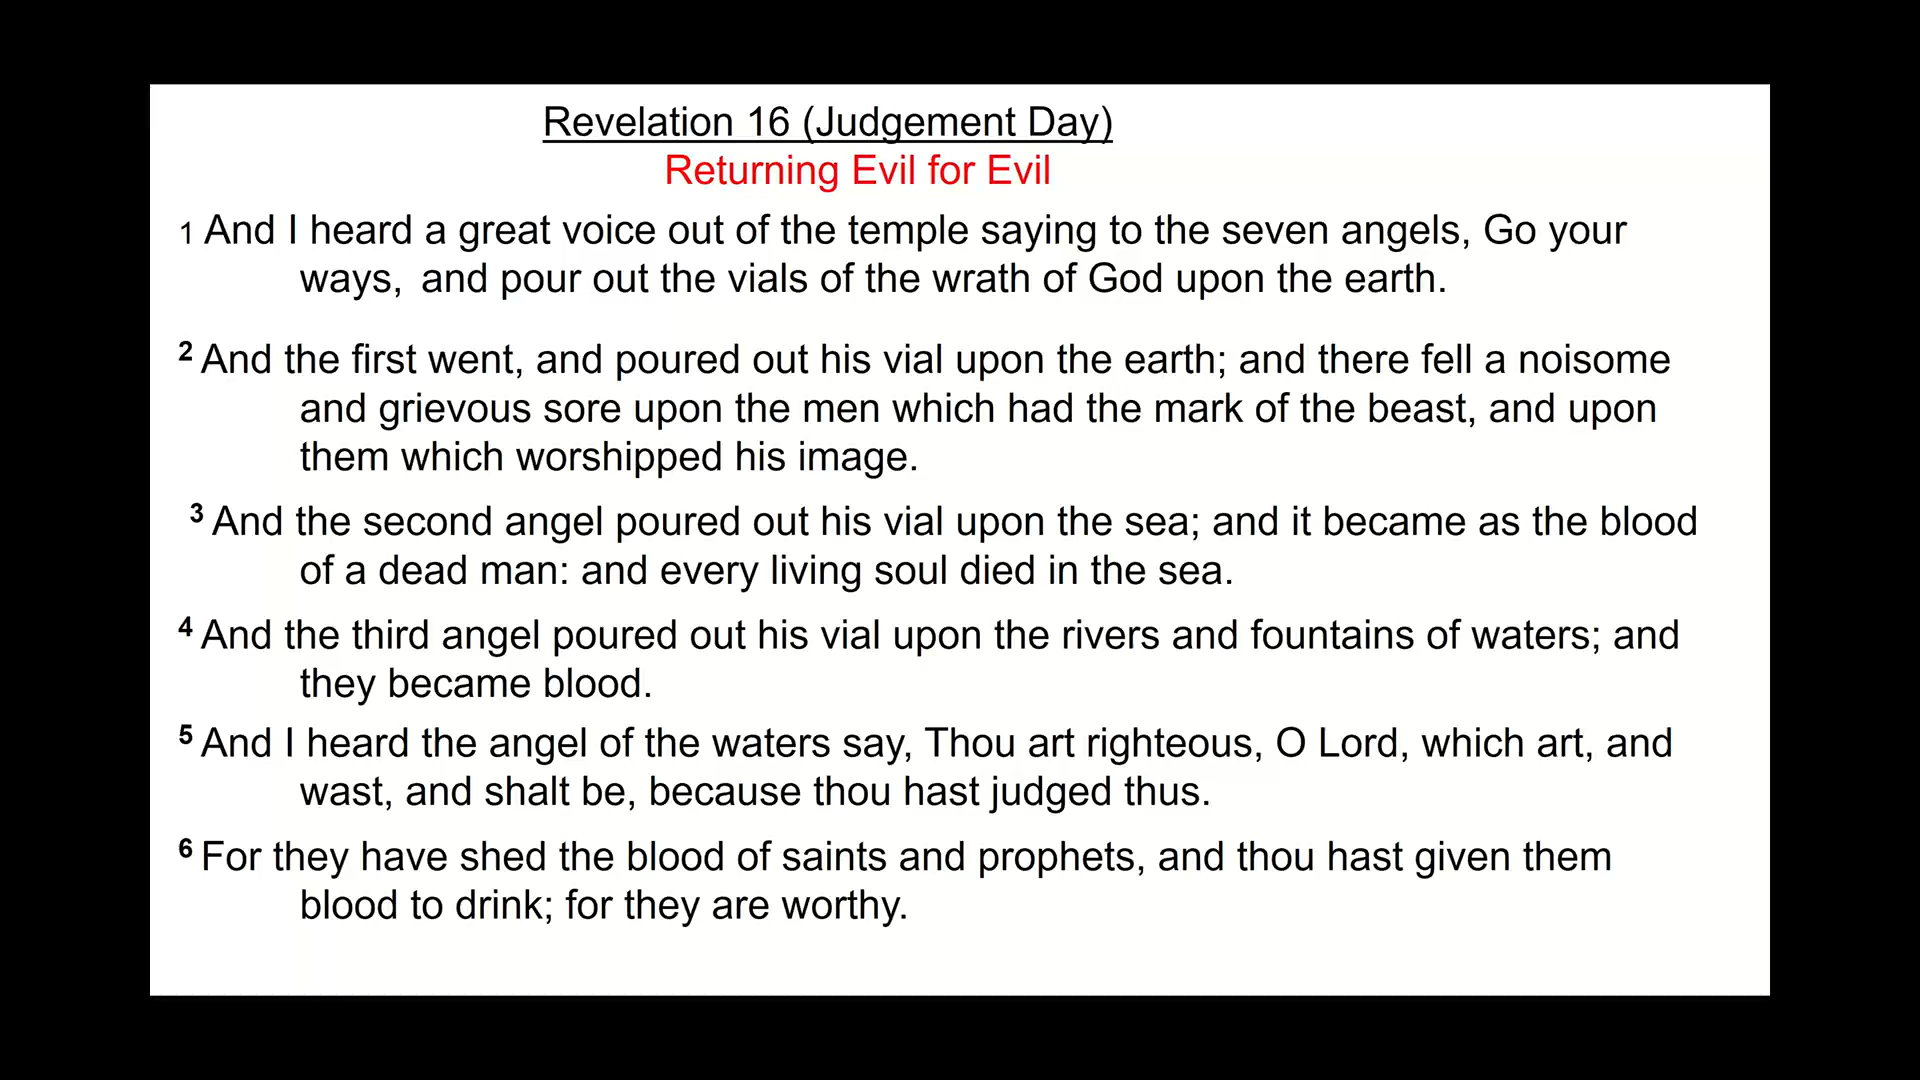 Revelation 16 (Judgement Day)
Returning Evil for Evil
1 And I heard a great voice out of the temple saying to the seven angels, Go your
ways, and pour out the vials of the wrath of God upon the earth.
2 And the first went, and poured out his vial upon the earth; and there fell a noisome
and grievous sore upon the men which had the mark of the beast, and upon
them which worshipped his image.
3 And the second angel poured out his vial upon the sea; and it became as the blood
of a dead man: and every living soul died in the sea.
4 And the third angel poured out his vial upon the rivers and fountains of waters; and
they became blood.
5 And I heard the angel of the waters say, Thou art righteous, O Lord, which art, and
wast, and shalt be, because thou hast judged thus.
6 For they have shed the blood of saints and prophets, and thou hast given them
blood to drink; for they are worthy.